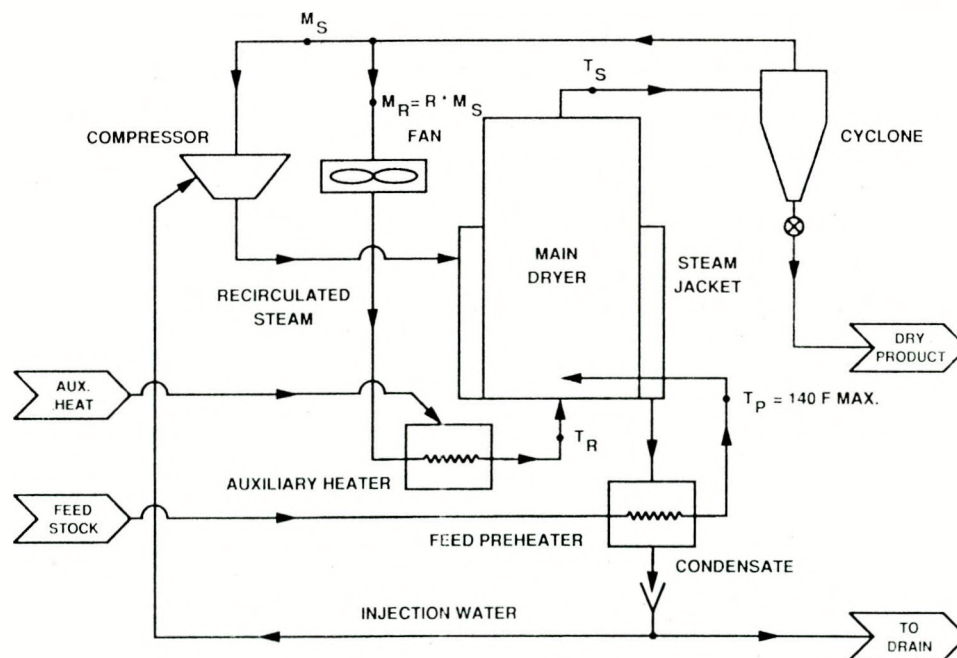 M_S
T_S
M_R = R * M_S
COMPRESSOR
FAN
CYCLONE
MAIN
DRYER
STEAM
JACKET
RECIRCULATED
STEAM
DRY
PRODUCT
AUX.
HEAT
T_P = 140 F MAX.
T_R
AUXILIARY HEATER
FEED
STOCK
FEED PREHEATER
CONDENSATE
INJECTION WATER
TO
DRAIN